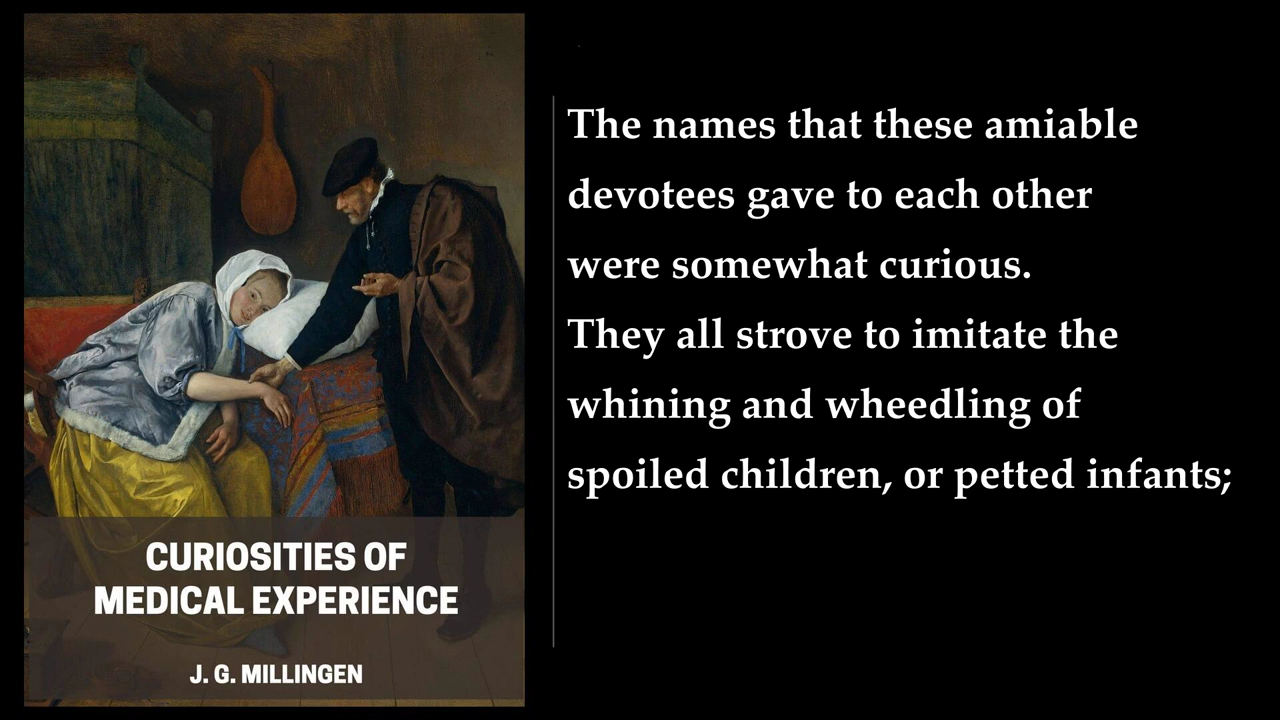 CURIOSITIES OF
MEDICAL EXPERIENCE
J. G. MILLINGEN
The names that these amiable
devotees gave to each other
were somewhat curious.
They all strove to imitate the
whining and wheedling of
spoiled children, or petted infants;